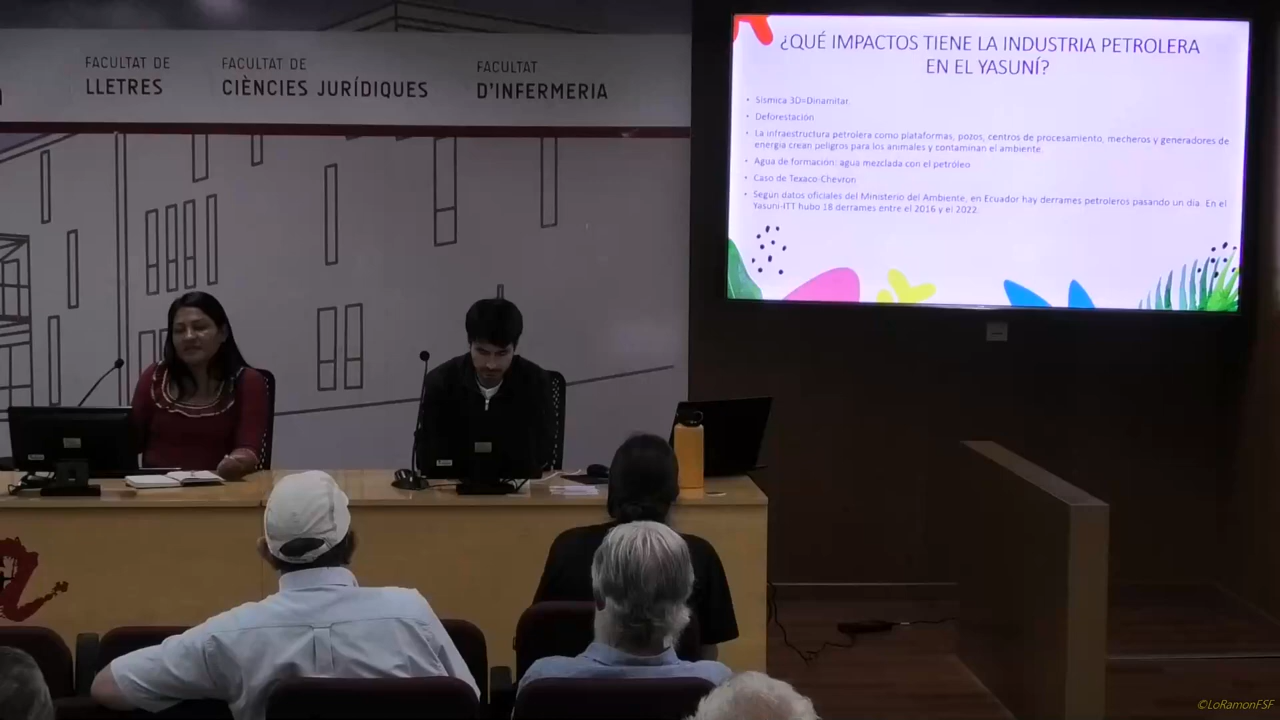 FACULTAT DE
LLETRES
FACULTAT DE
CIÈNCIES JURÍDIQUES
FACULTAT
D'INFERMERIA
¿QUÉ IMPACTOS TIENE LA INDUSTRIA PETROLERA
EN EL YASUNÍ?
• Sísmica 3D=Dinamitar.
• Deforestación
• La infraestructura petrolera como plataformas, pozos, centros de procesamiento, mecheros y generadores de
energía crean peligros para los animales y contaminan el ambiente.
• Agua de formación: agua mezclada con el petróleo
• Caso de Texaco-Chevron
• Según datos oficiales del Ministerio del Ambiente, en Ecuador hay derrames petroleros pasando un día. En el
Yasuní-ITT hubo 18 derrames entre el 2016 y el 2022.
©LoRamonFSF